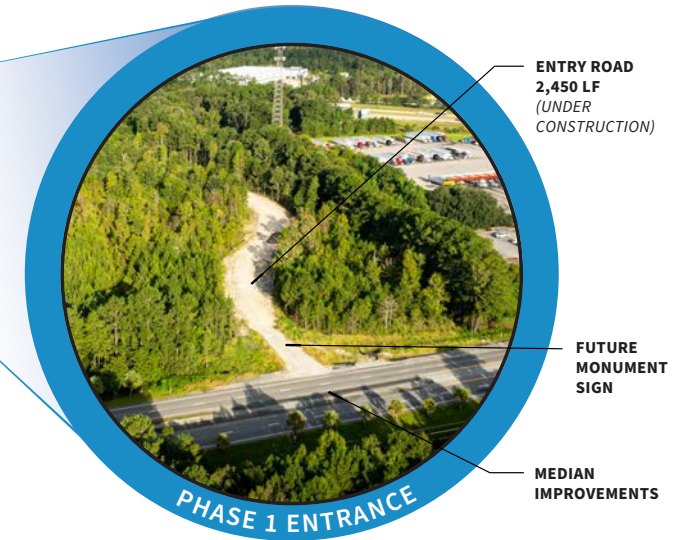 ENTRY ROAD
2,450 LF
(UNDER
CONSTRUCTION)
FUTURE
MONUMENT
SIGN
MEDIAN
IMPROVEMENTS
PHASE 1 ENTRANCE